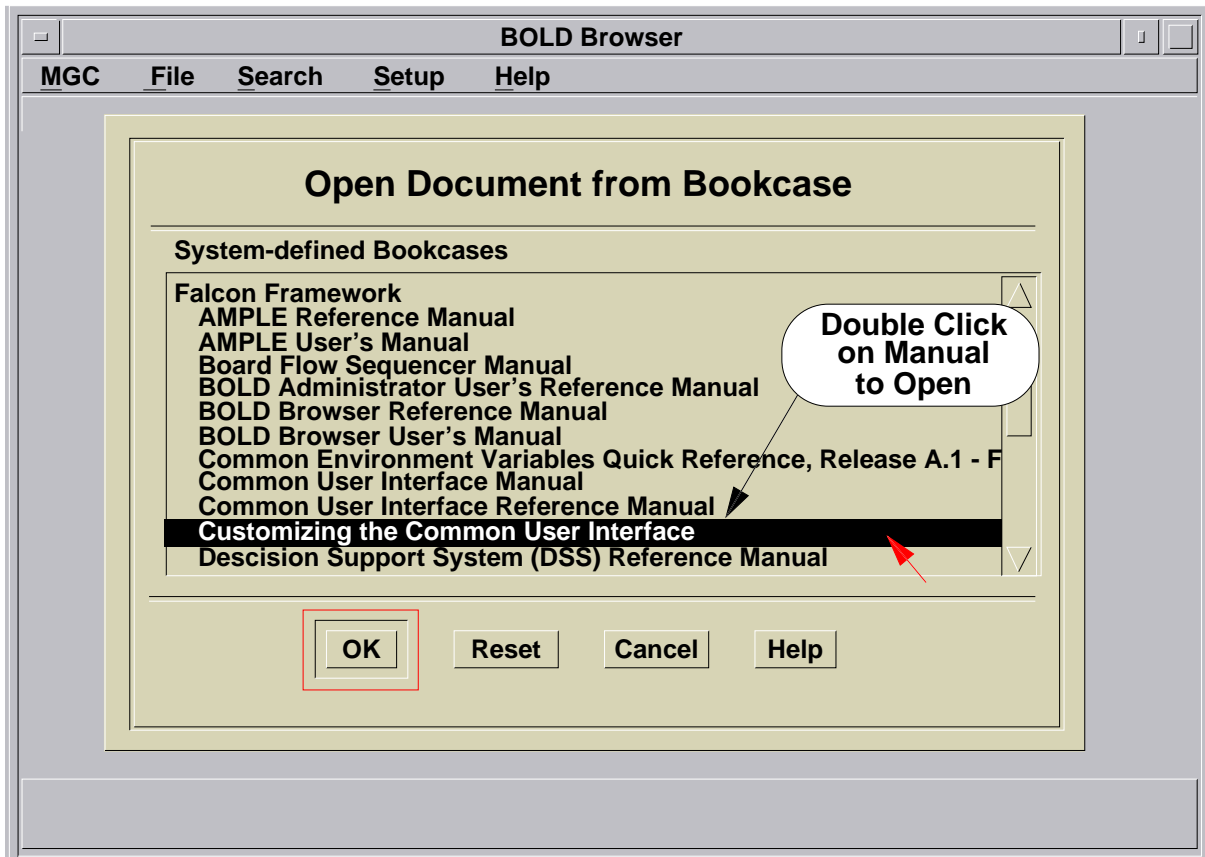 BOLD Browser
MGC File Search Setup Help
Open Document from Bookcase
System-defined Bookcases
Falcon Framework
AMPLE Reference Manual
AMPLE User's Manual
Board Flow Sequencer Manual
BOLD Administrator User's Reference Manual
BOLD Browser Reference Manual
BOLD Browser User's Manual
Common Environment Variables Quick Reference, Release A.1 - F
Common User Interface Manual
Common User Interface Reference Manual
Customizing the Common User Interface
Descision Support System (DSS) Reference Manual
Double Click
on Manual
to Open
OK Reset Cancel Help